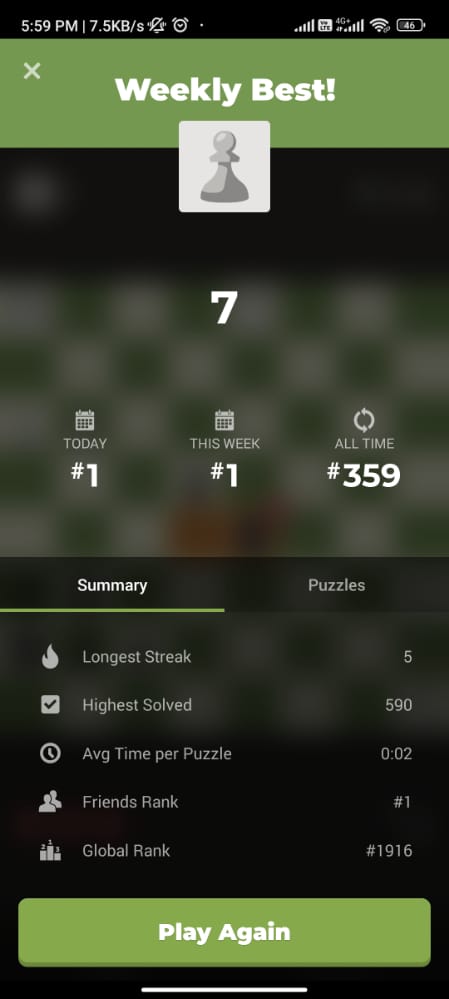 5:59 PM | 7.5KB/s
4G+
46
Weekly Best!
7
TODAY
THIS WEEK
ALL TIME
#1
#1
#359
Summary
Puzzles
Longest Streak
5
Highest Solved
590
Avg Time per Puzzle
0:02
Friends Rank
#1
Global Rank
#1916
Play Again